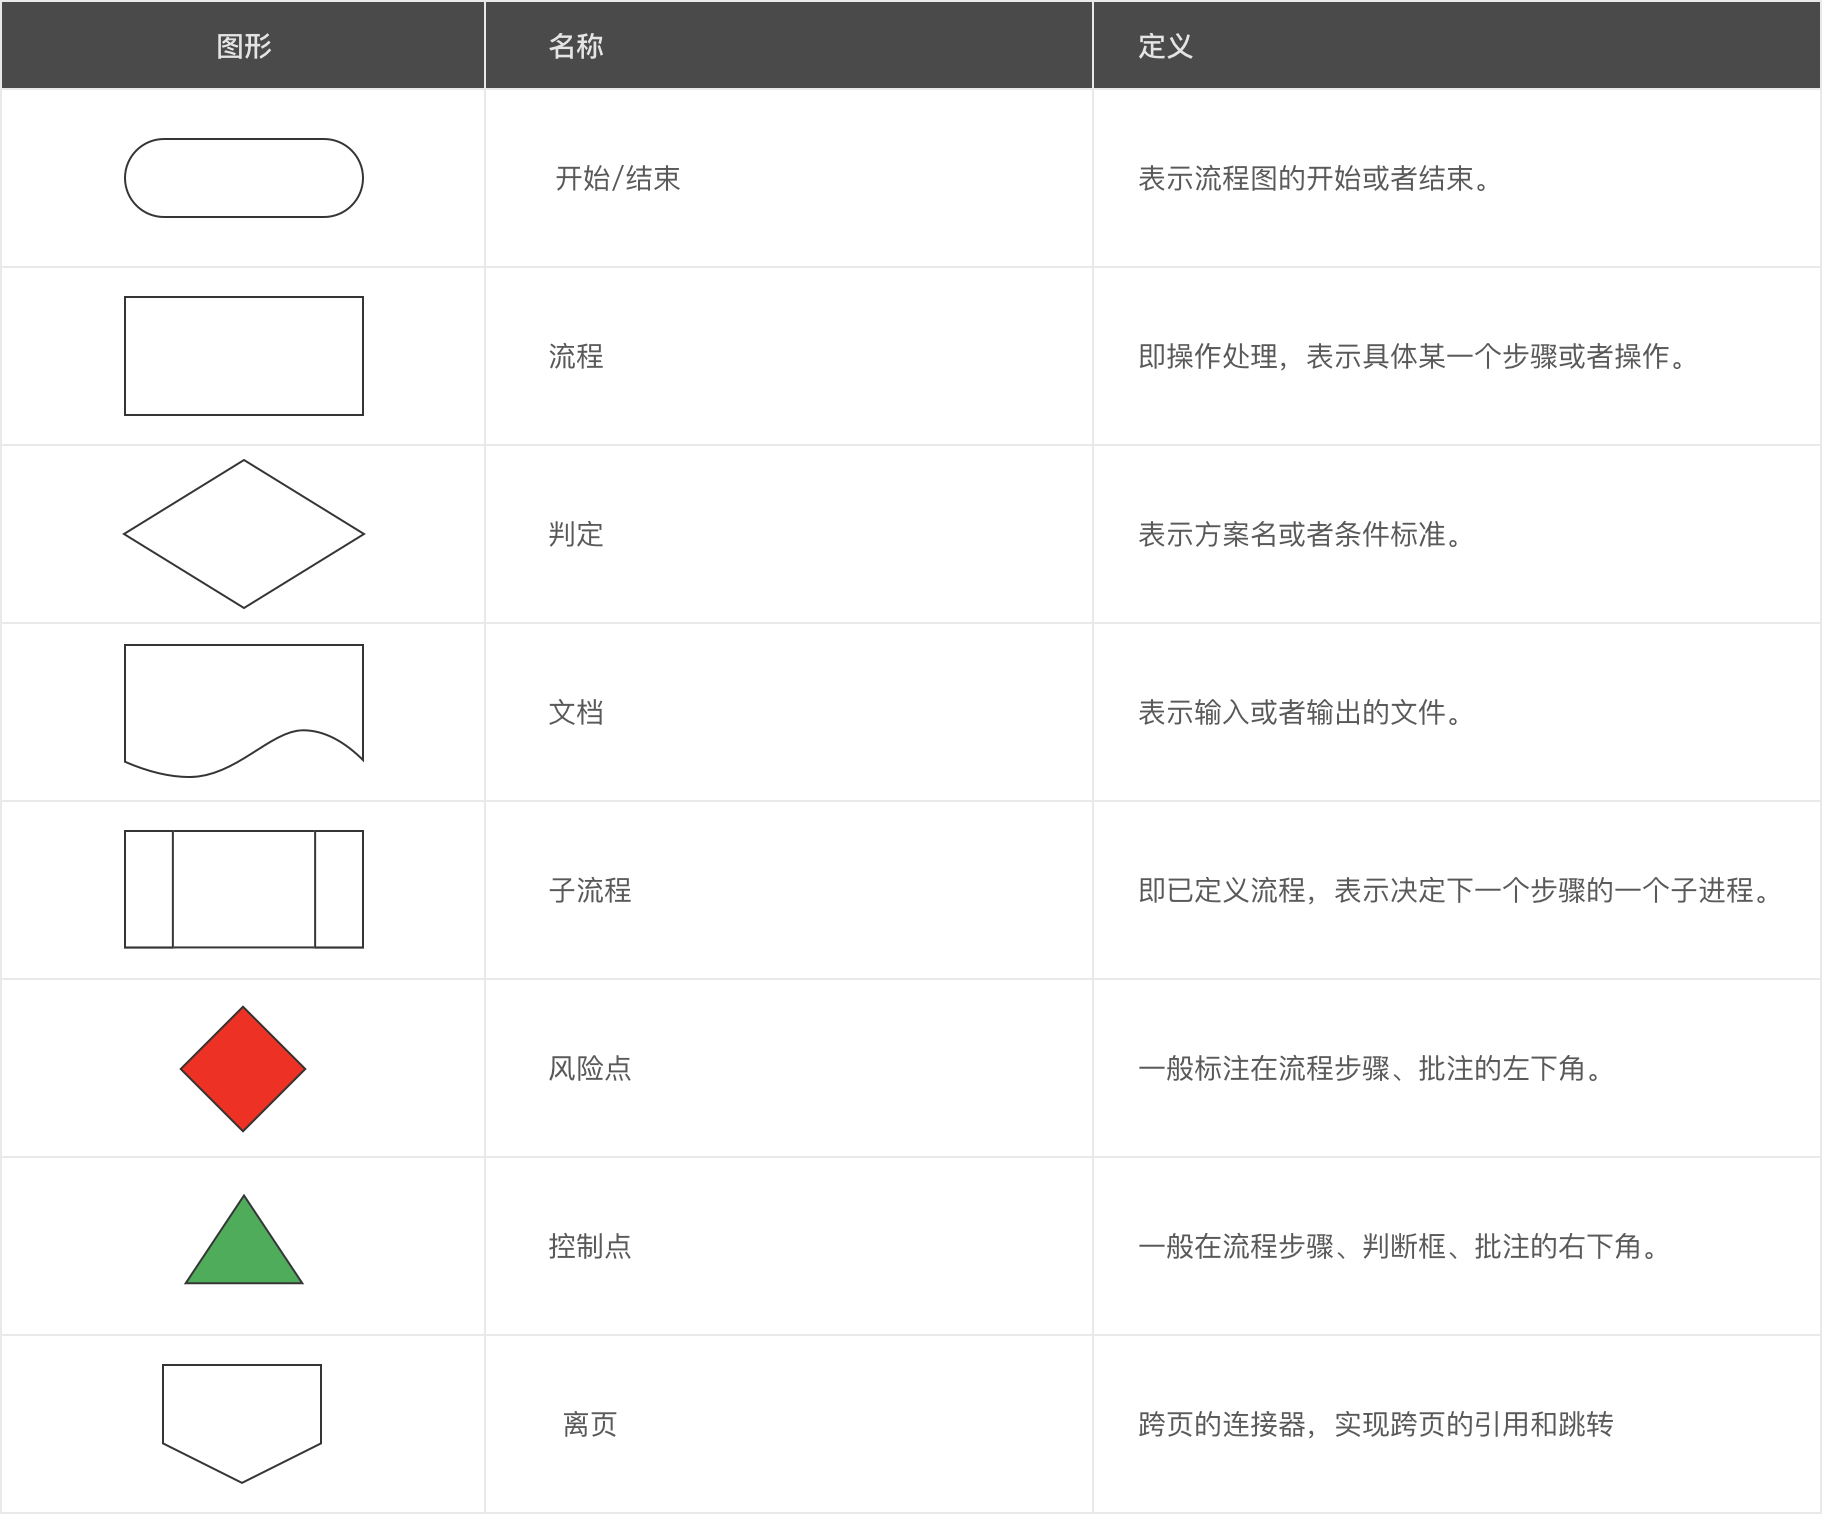 图形 名称 定义
开始/结束 表示流程图的开始或者结束。
流程 即操作处理，表示具体某一个步骤或者操作。
判定 表示方案名或者条件标准。
文档 表示输入或者输出的文件。
子流程 即已定义流程，表示决定下一个步骤的一个子进程。
风险点 一般标注在流程步骤、批注的左下角。
控制点 一般在流程步骤、判断框、批注的右下角。
离页 跨页的连接器，实现跨页的引用和跳转